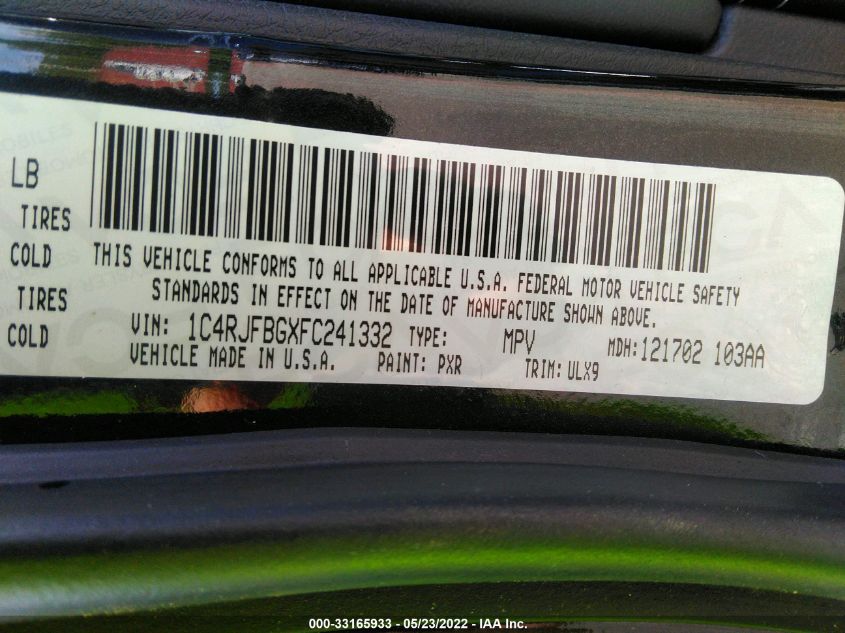 LB
TIRES
COLD
TIRES
COLD
THIS VEHICLE CONFORMS TO ALL APPLICABLE U.S.A. FEDERAL MOTOR VEHICLE SAFETY
STANDARDS IN EFFECT ON THE DATE OF MANUFACTURE SHOWN ABOVE.
VIN: 1C4RJFBGXFC241332 TYPE: MPV MDH:121702 103AA
VEHICLE MADE IN U.S.A. PAINT: PXR TRIM:ULX9
000-33165933 - 05/23/2022 - IAA Inc.